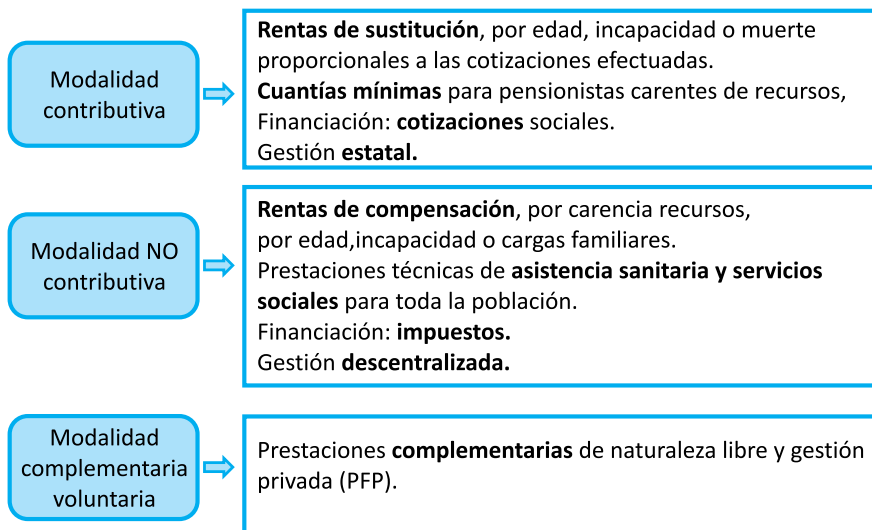 Modalidad
contributiva
Rentas de sustitución, por edad, incapacidad o muerte
proporcionales a las cotizaciones efectuadas.
Cuantías mínimas para pensionistas carentes de recursos,
Financiación: cotizaciones sociales.
Gestión estatal.
Modalidad NO
contributiva
Rentas de compensación, por carencia recursos,
por edad,incapacidad o cargas familiares.
Prestaciones técnicas de asistencia sanitaria y servicios
sociales para toda la población.
Financiación: impuestos.
Gestión descentralizada.
Modalidad
complementaria
voluntaria
Prestaciones complementarias de naturaleza libre y gestión
privada (PFP).